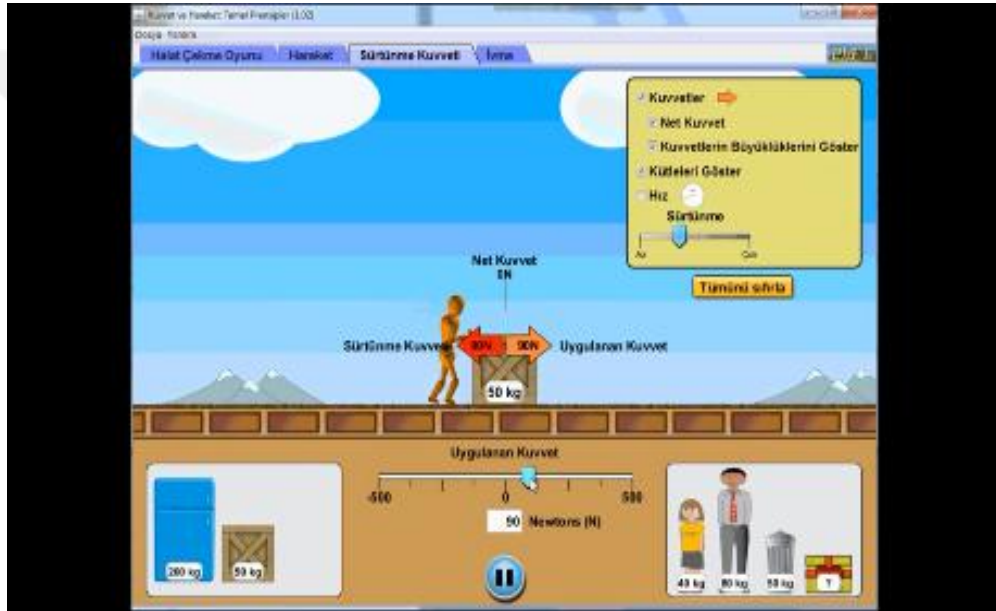 Kuvvet ve Hareket: Temel Prensipler (1.02)
Dosya Yardım
Halat Çekme Oyunu Hareket Sürtünme Kuvveti İvme
Kuvvetler
Net Kuvvet
Kuvvetlerin Büyüklüklerini Göster
Kütleleri Göster
Hız
Sürtünme
Az Çok
Tümünü sıfırla
Net Kuvvet
0N
Sürtünme Kuvveti 90N 90N Uygulanan Kuvvet
50 kg
Uygulanan Kuvvet
-500 0 500
90 Newtons (N)
200 kg 50 kg
40 kg 80 kg 50 kg ?